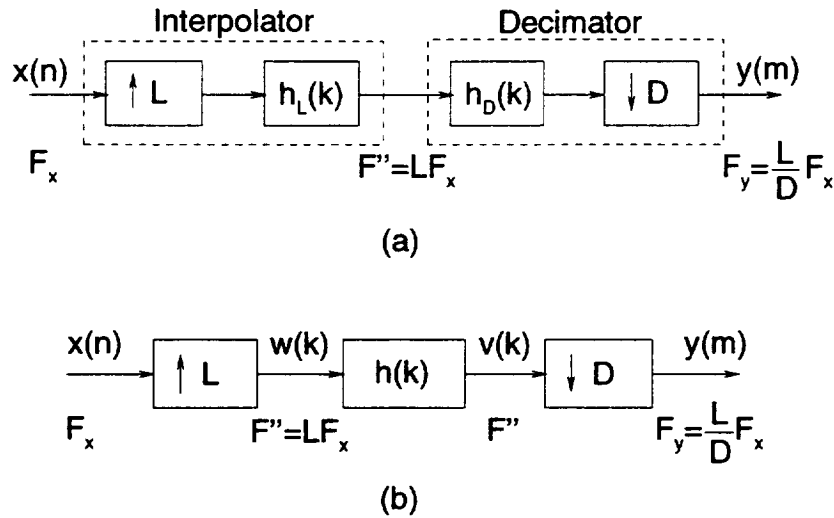 Interpolator Decimator
x(n) ↑ L h_L(k) h_D(k) ↓ D y(m)
F_x F''=LF_x F_y=L/D F_x
(a)
x(n) w(k) v(k) y(m)
↑ L h(k) ↓ D
F_x F''=LF_x F'' F_y=L/D F_x
(b)